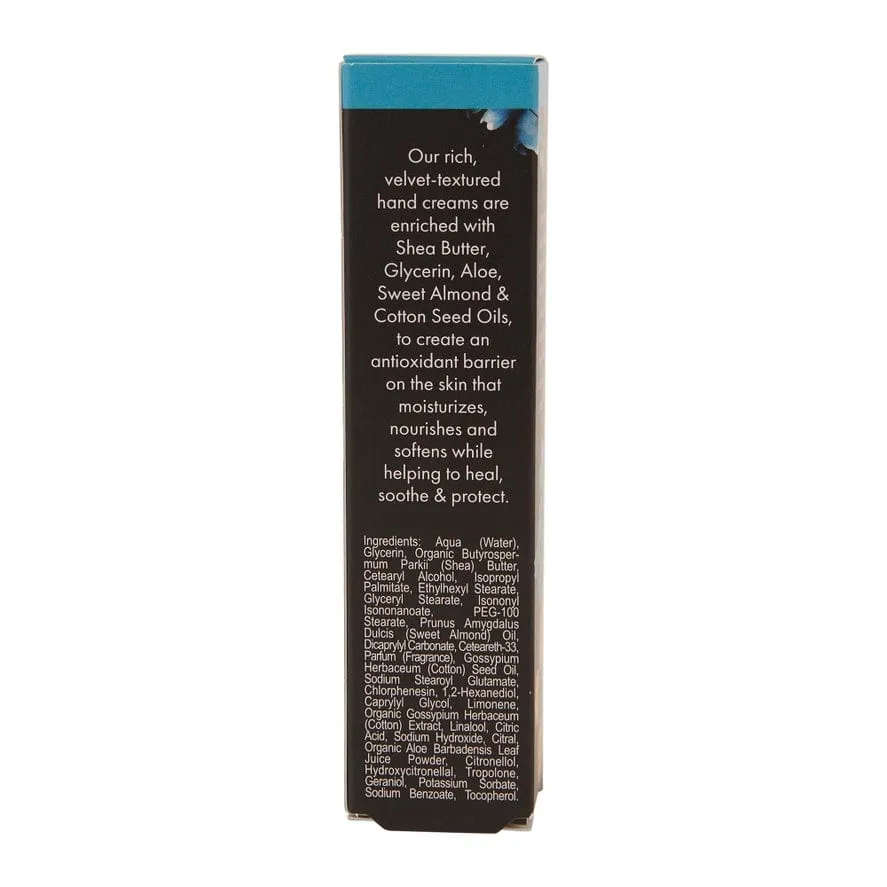 Our rich,
velvet-textured
hand creams are
enriched with
Shea Butter,
Glycerin, Aloe,
Sweet Almond &
Cotton Seed Oils,
to create an
antioxidant barrier
on the skin that
moisturizes,
nourishes and
softens while
helping to heal,
soothe & protect.
Ingredients: Aqua (Water),
Glycerin, Organic Butyrosper-
mum Parkii (Shea) Butter,
Cetearyl Alcohol, Isopropyl
Palmitate, Ethylhexyl Stearate,
Glyceryl Stearate, Isononyl
Isononanoate, PEG-100
Stearate, Prunus Amygdalus
Dulcis (Sweet Almond) Oil,
Dicaprylyl Carbonate, Ceteareth-33,
Parfum (Fragrance), Gossypium
Herbaceum (Cotton) Seed Oil,
Sodium Stearoyl Glutamate,
Chlorphenesin, 1,2-Hexanediol,
Caprylyl Glycol, Limonene,
Organic Gossypium Herbaceum
(Cotton) Extract, Linalool, Citric
Acid, Sodium Hydroxide, Citral,
Organic Aloe Barbadensis Leaf
Juice Powder, Citronellol,
Hydroxycitronellal, Tropolone,
Geraniol, Potassium Sorbate,
Sodium Benzoate, Tocopherol.